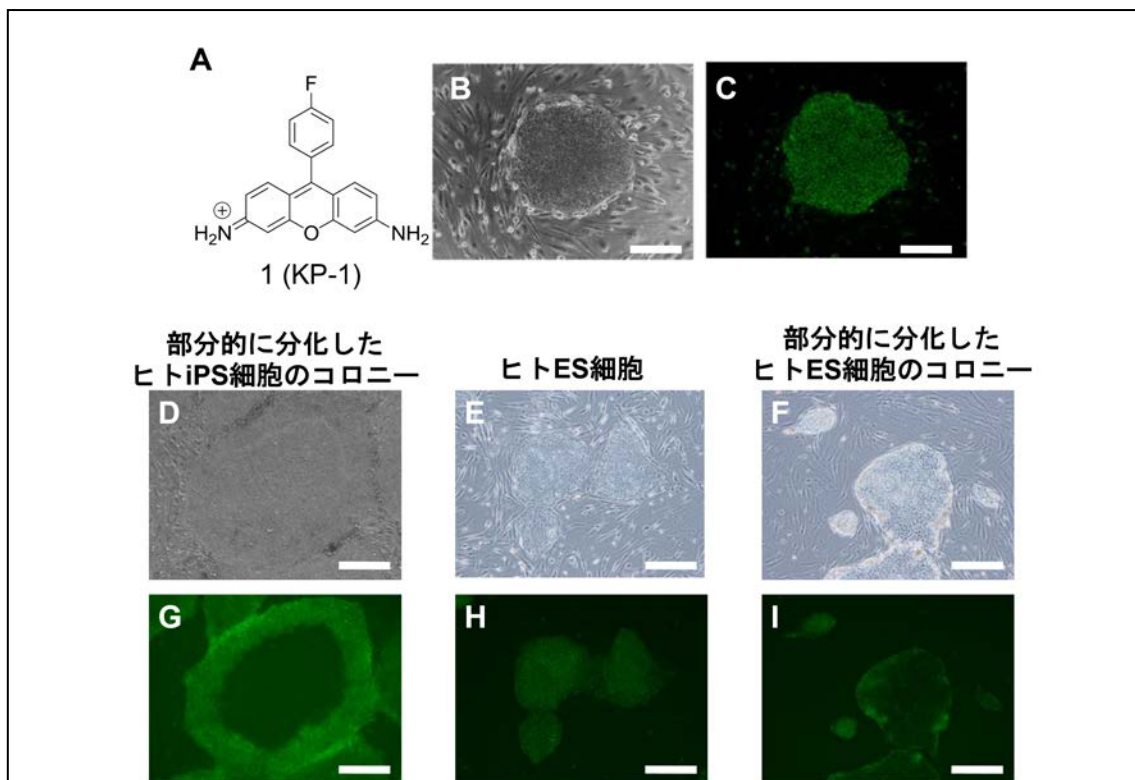 A
F
H₂N
⊕
O
NH₂
1 (KP-1)
B
C
部分的に分化した
ヒトiPS細胞のコロニー
ヒトES細胞
部分的に分化した
ヒトES細胞のコロニー
D
E
F
G
H
I